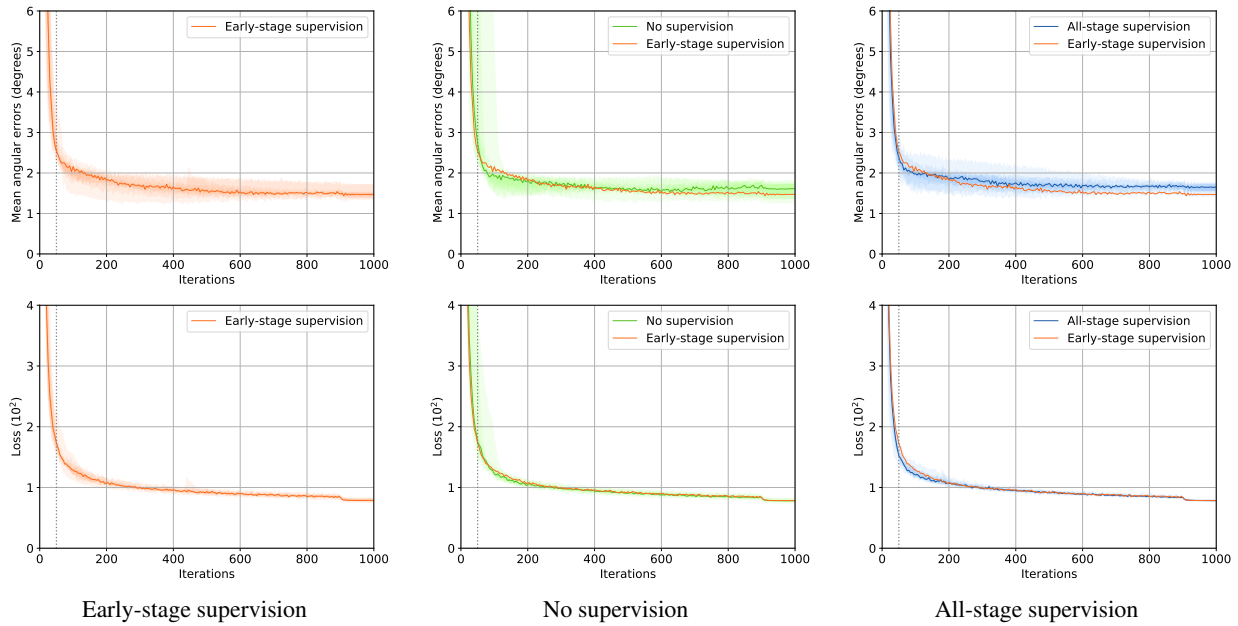 6
5
4
3
2
1
0
Mean angular errors (degrees)
Early-stage supervision
0 200 400 600 800 1000
Iterations
6
5
4
3
2
1
0
Mean angular errors (degrees)
No supervision
Early-stage supervision
0 200 400 600 800 1000
Iterations
6
5
4
3
2
1
0
Mean angular errors (degrees)
All-stage supervision
Early-stage supervision
0 200 400 600 800 1000
Iterations
4
3
2
1
0
Loss (10²)
Early-stage supervision
0 200 400 600 800 1000
Iterations
4
3
2
1
0
Loss (10²)
No supervision
Early-stage supervision
0 200 400 600 800 1000
Iterations
4
3
2
1
0
Loss (10²)
All-stage supervision
Early-stage supervision
0 200 400 600 800 1000
Iterations
Early-stage supervision
No supervision
All-stage supervision